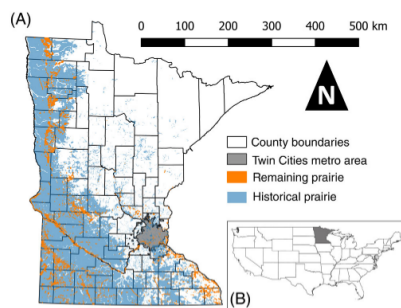 (A)
0 100 200 300 400 500 km
N
County boundaries
Twin Cities metro area
Remaining prairie
Historical prairie
(B)